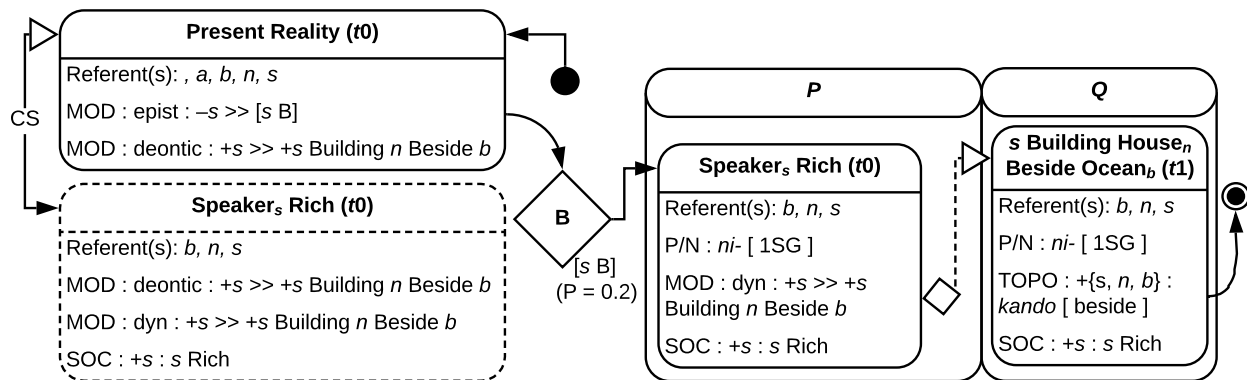 Present Reality (t0)
Referent(s): , a, b, n, s
MOD : epist : –s >> [s B]
MOD : deontic : +s >> +s Building n Beside b
CS
Speakers Rich (t0)
Referent(s): b, n, s
MOD : deontic : +s >> +s Building n Beside b
MOD : dyn : +s >> +s Building n Beside b
SOC : +s : s Rich
B
[s B]
(P = 0.2)
P
Speakers Rich (t0)
Referent(s): b, n, s
P/N : ni- [ 1SG ]
MOD : dyn : +s >> +s
Building n Beside b
SOC : +s : s Rich
Q
s Building Housen
Beside Oceanb (t1)
Referent(s): b, n, s
P/N : ni- [ 1SG ]
TOPO : +{s, n, b} :
kando [ beside ]
SOC : +s : s Rich